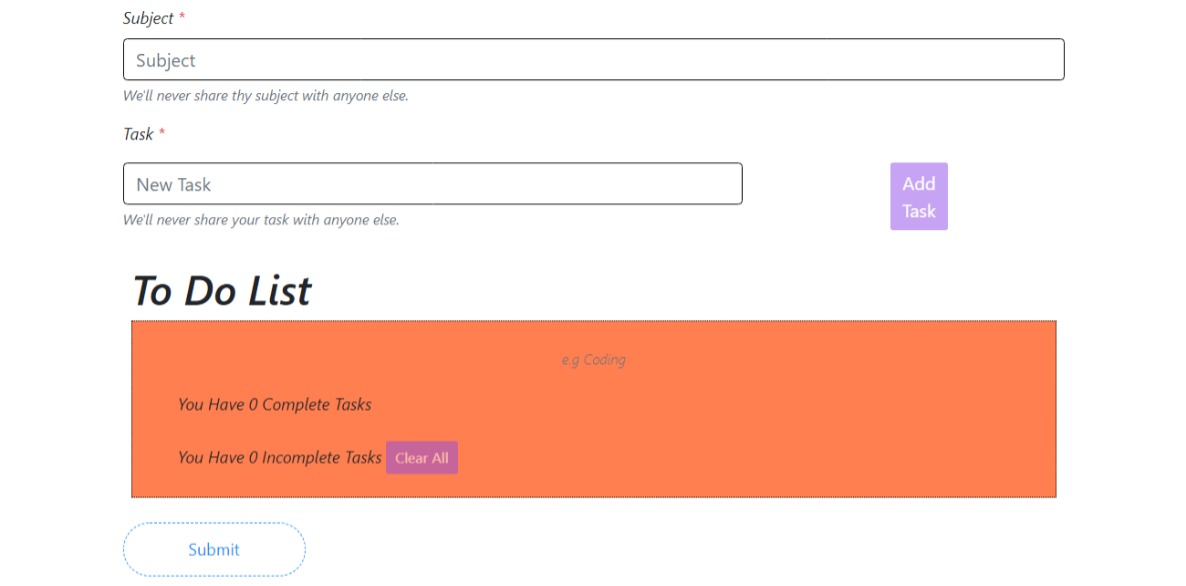 Subject *
Subject
We'll never share thy subject with anyone else.
Task *
New Task
Add
Task
We'll never share your task with anyone else.
To Do List
e.g Coding
You Have 0 Complete Tasks
You Have 0 Incomplete Tasks Clear All
Submit